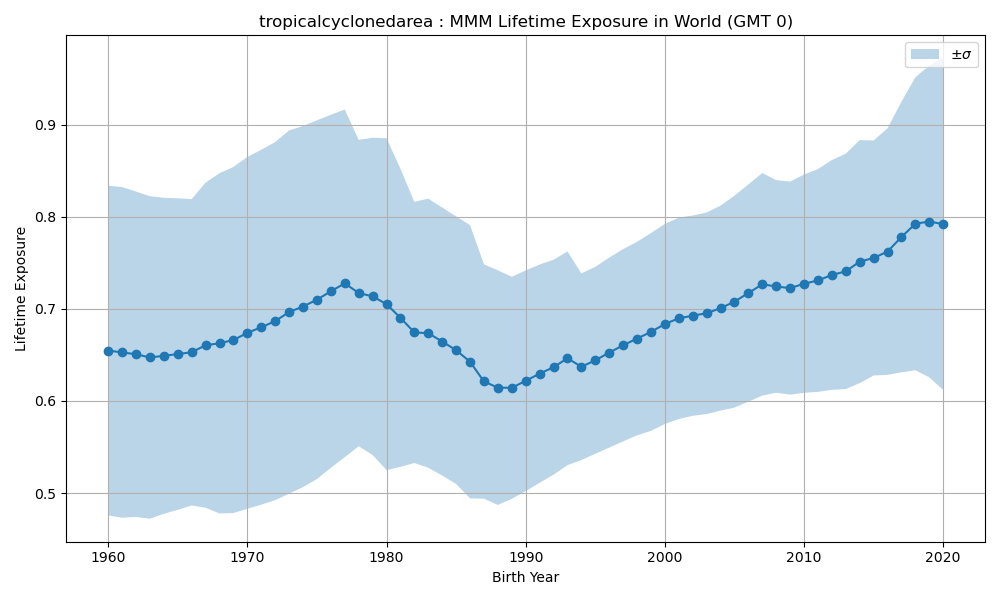 tropicalcyclonedarea : MMM Lifetime Exposure in World (GMT 0)
±σ
0.9
0.8
0.7
0.6
0.5
Lifetime Exposure
1960 1970 1980 1990 2000 2010 2020
Birth Year